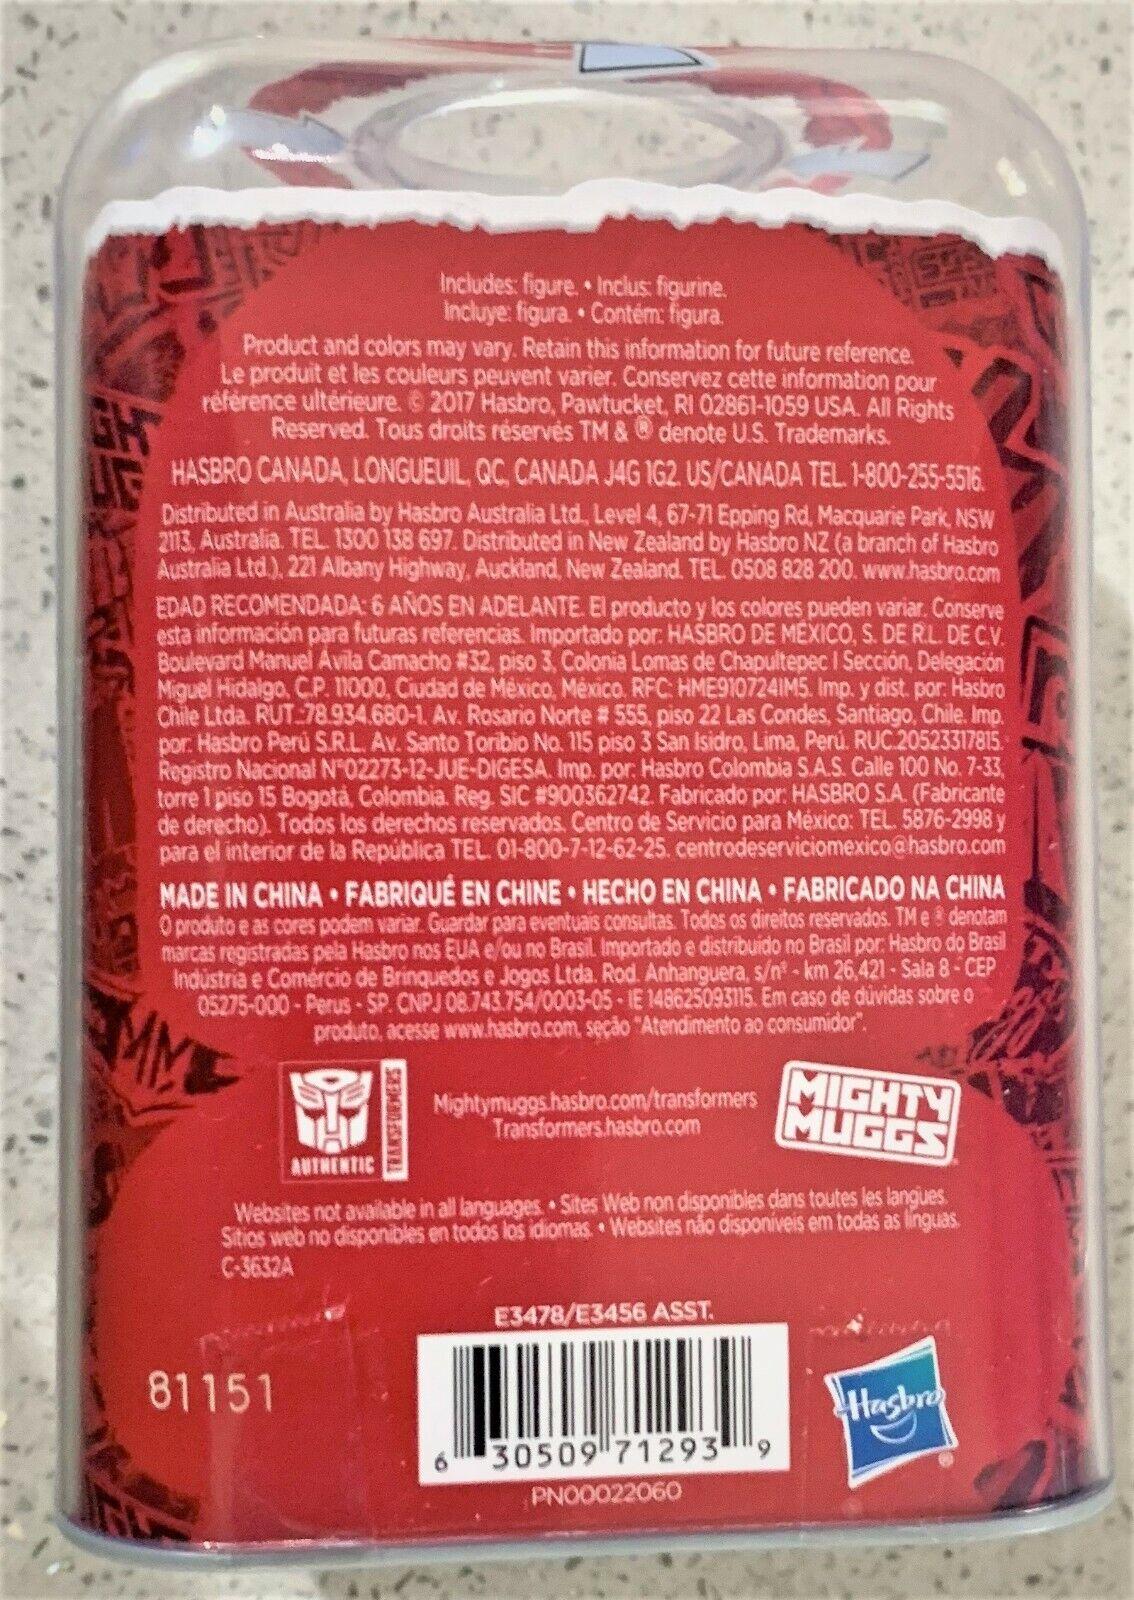 Includes: figure. • Inclus: figurine.
Incluye: figura. • Contém: figura.
Product and colors may vary. Retain this information for future reference.
Le produit et les couleurs peuvent varier. Conservez cette information pour
référence ultérieure. © 2017 Hasbro, Pawtucket, RI 02861-1059 USA. All Rights
Reserved. Tous droits réservés TM & ® denote U.S. Trademarks.
HASBRO CANADA, LONGUEUIL, QC, CANADA J4G 1G2. US/CANADA TEL. 1-800-255-5516.
Distributed in Australia by Hasbro Australia Ltd., Level 4, 67-71 Epping Rd, Macquarie Park, NSW
2113, Australia. TEL. 1300 138 697. Distributed in New Zealand by Hasbro NZ (a branch of Hasbro
Australia Ltd.), 221 Albany Highway, Auckland, New Zealand. TEL. 0508 828 200. www.hasbro.com
EDAD RECOMENDADA: 6 AÑOS EN ADELANTE. El producto y los colores pueden variar. Conserve
esta información para futuras referencias. Importado por: HASBRO DE MÉXICO, S. DE R.L. DE C.V.
Boulevard Manuel Ávila Camacho #32, piso 3, Colonia Lomas de Chapultepec I Sección, Delegación
Miguel Hidalgo, C.P. 11000, Ciudad de México, México. RFC: HME910724IM5. Imp. y dist. por: Hasbro
Chile Ltda. RUT.:78.934.680-1. Av. Rosario Norte # 555, piso 22 Las Condes, Santiago, Chile. Imp.
por: Hasbro Perú S.R.L. Av. Santo Toribio No. 115 piso 3 San Isidro, Lima, Perú. RUC.20523317815.
Registro Nacional N°02273-12-JUE-DIGESA. Imp. por: Hasbro Colombia S.A.S. Calle 100 No. 7-33,
torre 1 piso 15 Bogotá, Colombia. Reg. SIC #900362742. Fabricado por: HASBRO S.A. (Fabricante
de derecho). Todos los derechos reservados. Centro de Servicio para México: TEL. 5876-2998 y
para el interior de la República TEL. 01-800-7-12-62-25. centrodeserviciomexico@hasbro.com
MADE IN CHINA • FABRIQUÉ EN CHINE • HECHO EN CHINA • FABRICADO NA CHINA
O produto e as cores podem variar. Guardar para eventuais consultas. Todos os direitos reservados. TM e ® denotam
marcas registradas pela Hasbro nos EUA e/ou no Brasil. Importado e distribuido no Brasil por: Hasbro do Brasil
Indústria e Comércio de Brinquedos e Jogos Ltda. Rod. Anhanguera, s/nº - km 26,421 - Sala 8 - CEP
05275-000 - Perus - SP. CNPJ 08.743.754/0003-05 - IE 148625093115. Em caso de dúvidas sobre o
produto, acesse www.hasbro.com, seção "Atendimento ao consumidor".
AUTHENTIC
TRANSFORMERS
Mightymuggs.hasbro.com/transformers
Transformers.hasbro.com
MIGHTY
MUGGS
Websites not available in all languages. • Sites Web non disponibles dans toutes les langues.
Sitios web no disponibles en todos los idiomas. • Websites não disponíveis em todas as línguas.
C-3632A
E3478/E3456 ASST.
81151
6 30509 71293 9
PN00022060
Hasbro